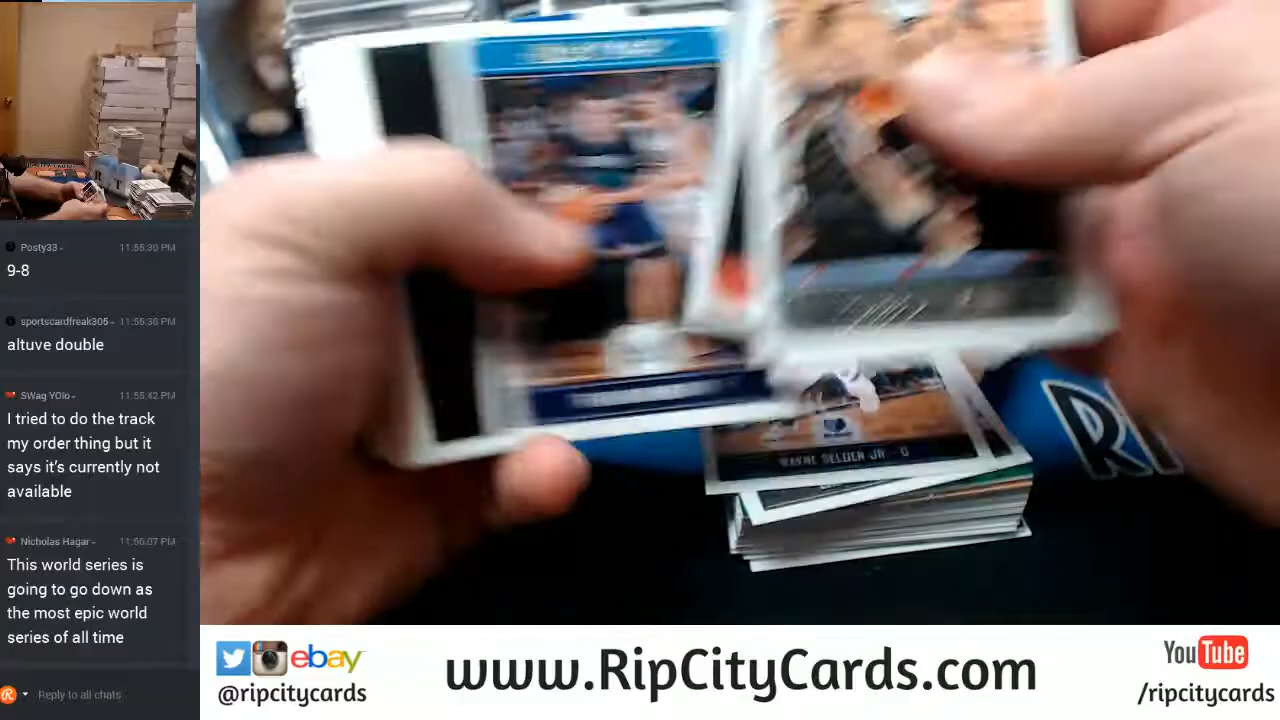 Posty33- 11:55:30 PM
9-8
sportscardfreak305- 11:55:36 PM
altuve double
SWag YOlo- 11:55:42 PM
I tried to do the track
my order thing but it
says it's currently not
available
Nicholas Hagar- 11:56:07 PM
This world series is
going to go down as
the most epic world
series of all time
Reply to all chats
WAYNE SELDEN JR G
ebay
@ripcitycards
www.RipCityCards.com
YouTube
/ripcitycards